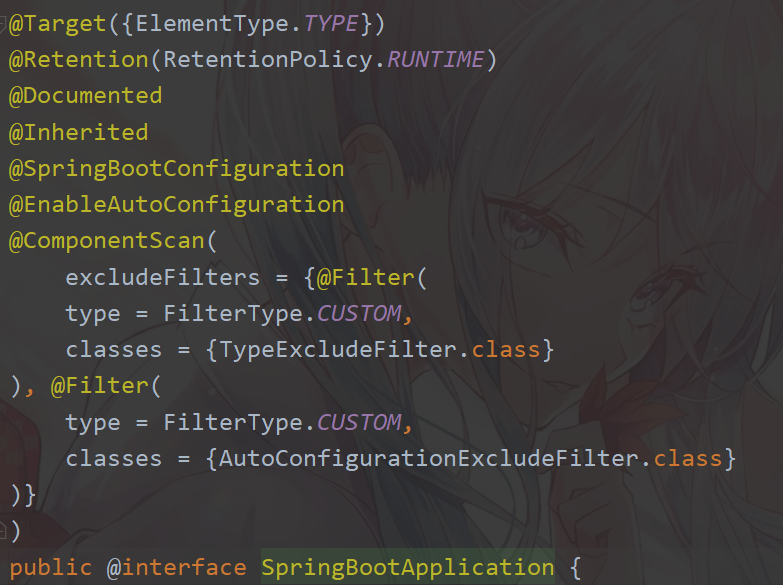 @Target({ElementType.TYPE})
@Retention(RetentionPolicy.RUNTIME)
@Documented
@Inherited
@SpringBootConfiguration
@EnableAutoConfiguration
@ComponentScan(
    excludeFilters = {@Filter(
    type = FilterType.CUSTOM,
    classes = {TypeExcludeFilter.class}
), @Filter(
    type = FilterType.CUSTOM,
    classes = {AutoConfigurationExcludeFilter.class}
)}
)
public @interface SpringBootApplication {